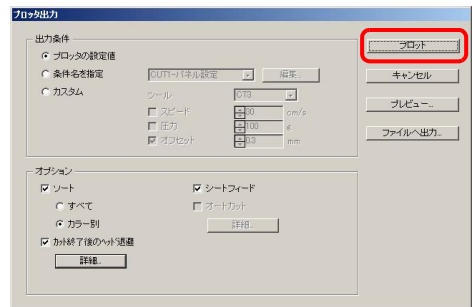 プロッタ出力
出力条件
プロッタの設定値
条件名を指定
CUT1-パネル設定
編集..
カスタム
ツール
CT3
スピード
30
cm/s
圧力
100
g
オフセット
0.3
mm
プロット
キャンセル
プレビュー...
ファイルへ出力..
オプション
ソート
シートフィード
すべて
オートカット
カラー別
詳細..
カット終了後のヘッド退避
詳細..